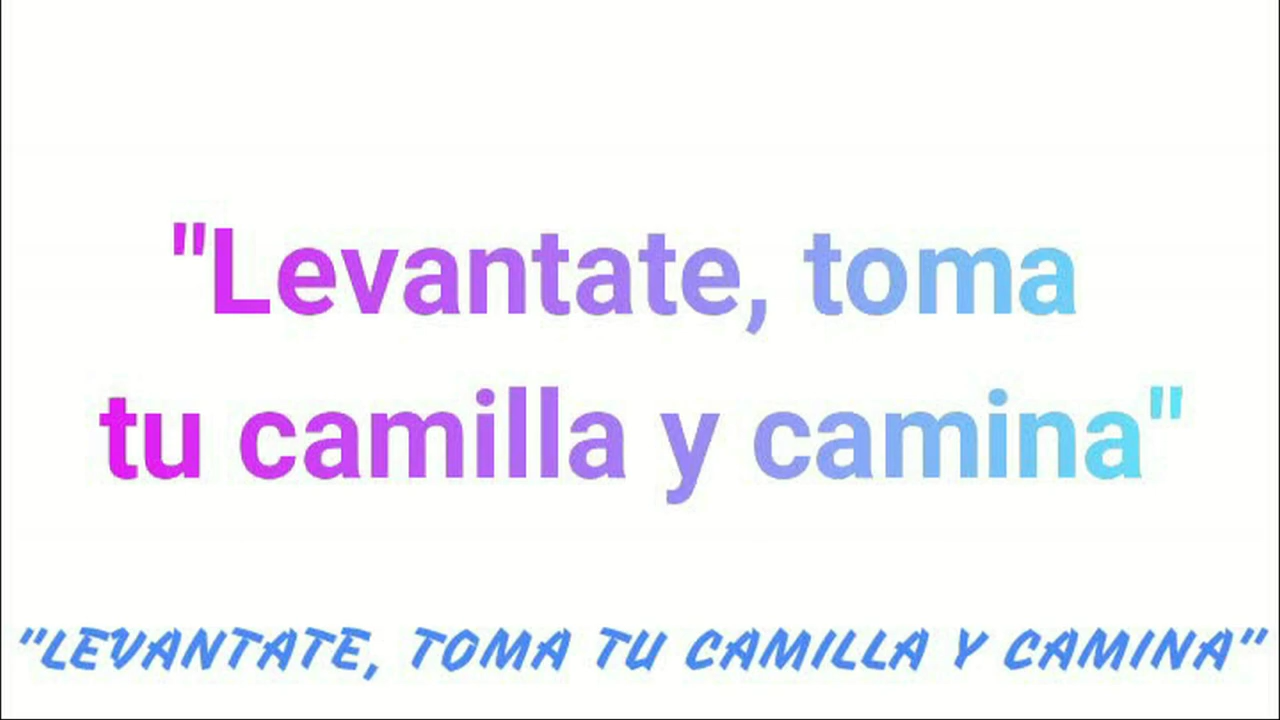 "Levantate, toma
tu camilla y camina"
"LEVANTATE, TOMA TU CAMILLA Y CAMINA"